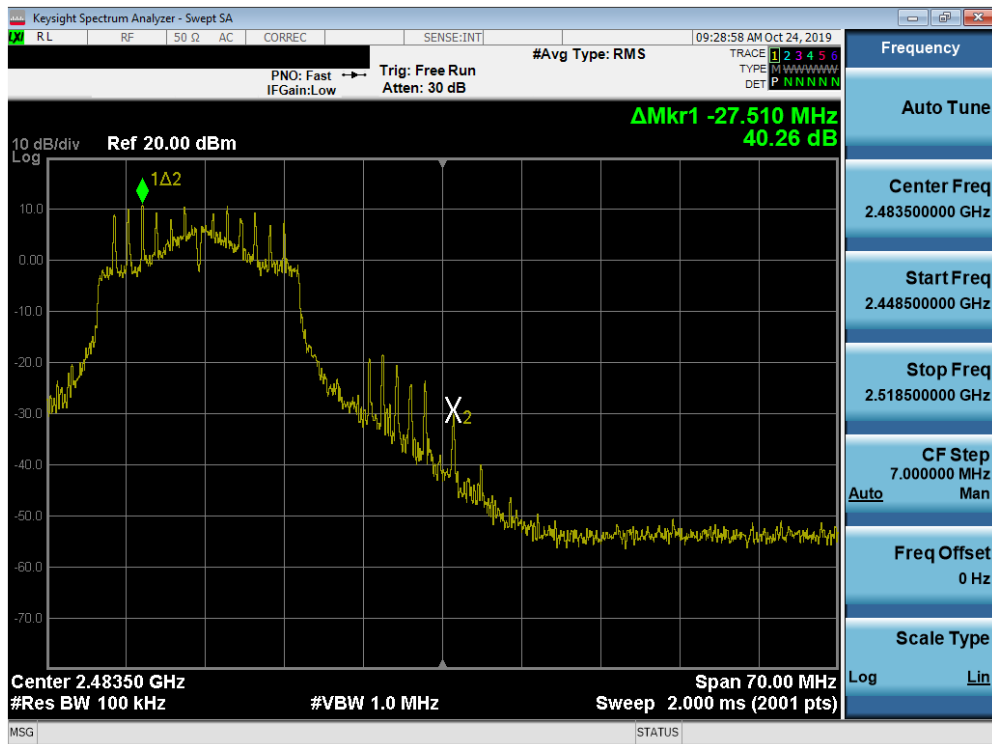 Keysight Spectrum Analyzer - Swept SA
LXI RL RF 50 Ω AC CORREC SENSE:INT 09:28:58 AM Oct 24, 2019
#Avg Type: RMS
TRACE 1 2 3 4 5 6
TYPE M W W W W W
DET P N N N N N
PNO: Fast
IFGain:Low
Trig: Free Run
Atten: 30 dB
ΔMkr1 -27.510 MHz
40.26 dB
10 dB/div
Log
Ref 20.00 dBm
1Δ2
10.0
0.00
-10.0
-20.0
-30.0
X2
-40.0
-50.0
-60.0
-70.0
Center 2.48350 GHz
Span 70.00 MHz
#Res BW 100 kHz
#VBW 1.0 MHz
Sweep 2.000 ms (2001 pts)
MSG
STATUS
Frequency
Auto Tune
Center Freq
2.483500000 GHz
Start Freq
2.448500000 GHz
Stop Freq
2.518500000 GHz
CF Step
7.000000 MHz
Auto Man
Freq Offset
0 Hz
Scale Type
Log Lin